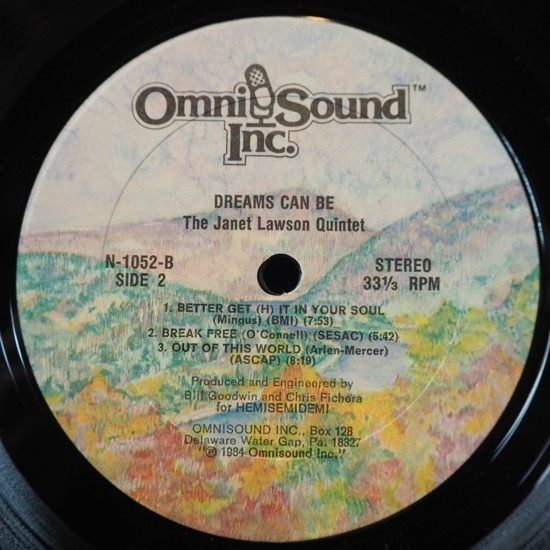 Omni Sound™
Inc.
DREAMS CAN BE
The Janet Lawson Quintet
N-1052-B
SIDE 2
STEREO
33⅓ RPM
1. BETTER GET (H) IT IN YOUR SOUL
(Mingus) (BMI) (7:53)
2. BREAK FREE (O'Connell) (SESAC) (5:42)
3. OUT OF THIS WORLD (Arlen-Mercer)
(ASCAP) (8:19)
Produced and Engineered by
Bill Goodwin and Chris Fichera
for HEMISEMIDEMI
OMNISOUND INC., Box 128
Delaware Water Gap, Pa. 18327
"℗ 1984 Omnisound Inc."